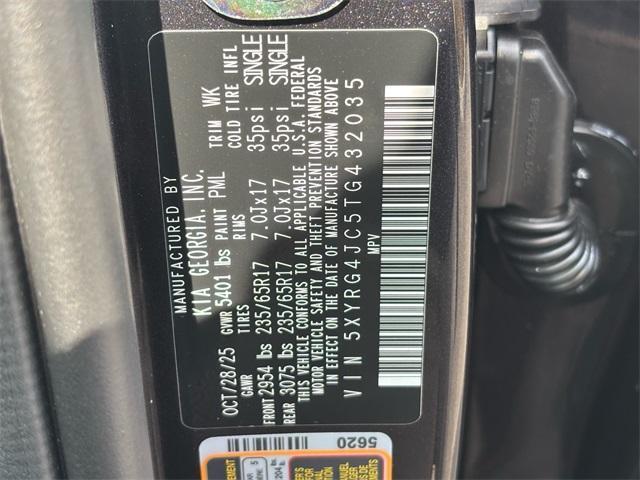 MANUFACTURED BY
KIA GEORGIA, INC.
OCT/28/25 GVWR 5401 lbs PAINT PML TRIM WK
GAWR TIRES RIMS COLD TIRE INFL
FRONT 2954 lbs 235/65R17 7.0Jx17 35psi SINGLE
REAR 3075 lbs 235/65R17 7.0Jx17 35psi SINGLE
THIS VEHICLE CONFORMS TO ALL APPLICABLE U.S.A. FEDERAL
MOTOR VEHICLE SAFETY AND THEFT PREVENTION STANDARDS
IN EFFECT ON THE DATE OF MANUFACTURE SHOWN ABOVE
VIN 5XYRG4JC5TG432035
MPV
5620